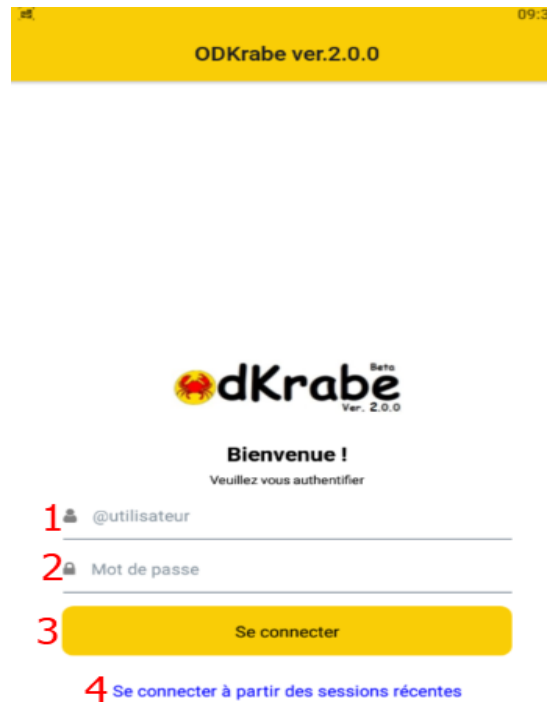 09:3
ODKrabe ver.2.0.0
dKrabe
Beta
Ver. 2.0.0
Bienvenue !
Veuillez vous authentifier
1 @utilisateur
2 Mot de passe
3 Se connecter
4 Se connecter à partir des sessions récentes